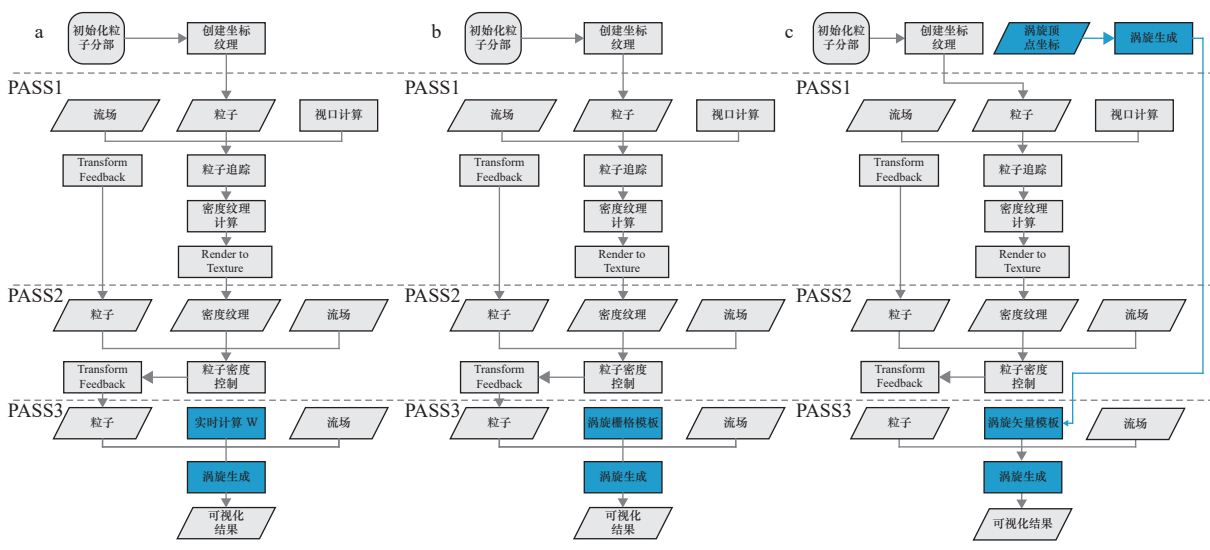 a
初始化粒
子分部
创建坐标
纹理
PASS1
流场
粒子
视口计算
Transform
Feedback
粒子追踪
密度纹理
计算
Render to
Texture
PASS2
粒子
密度纹理
流场
Transform
Feedback
粒子密度
控制
PASS3
粒子
实时计算 W
流场
涡旋生成
可视化
结果
b
初始化粒
子分部
创建坐标
纹理
PASS1
流场
粒子
视口计算
Transform
Feedback
粒子追踪
密度纹理
计算
Render to
Texture
PASS2
粒子
密度纹理
流场
Transform
Feedback
粒子密度
控制
PASS3
粒子
涡旋栅格模板
流场
涡旋生成
可视化
结果
c
初始化粒
子分部
创建坐标
纹理
涡旋顶
点坐标
涡旋生成
PASS1
流场
粒子
视口计算
Transform
Feedback
粒子追踪
密度纹理
计算
Render to
Texture
PASS2
粒子
密度纹理
流场
Transform
Feedback
粒子密度
控制
PASS3
粒子
涡旋矢量模板
流场
涡旋生成
可视化结果